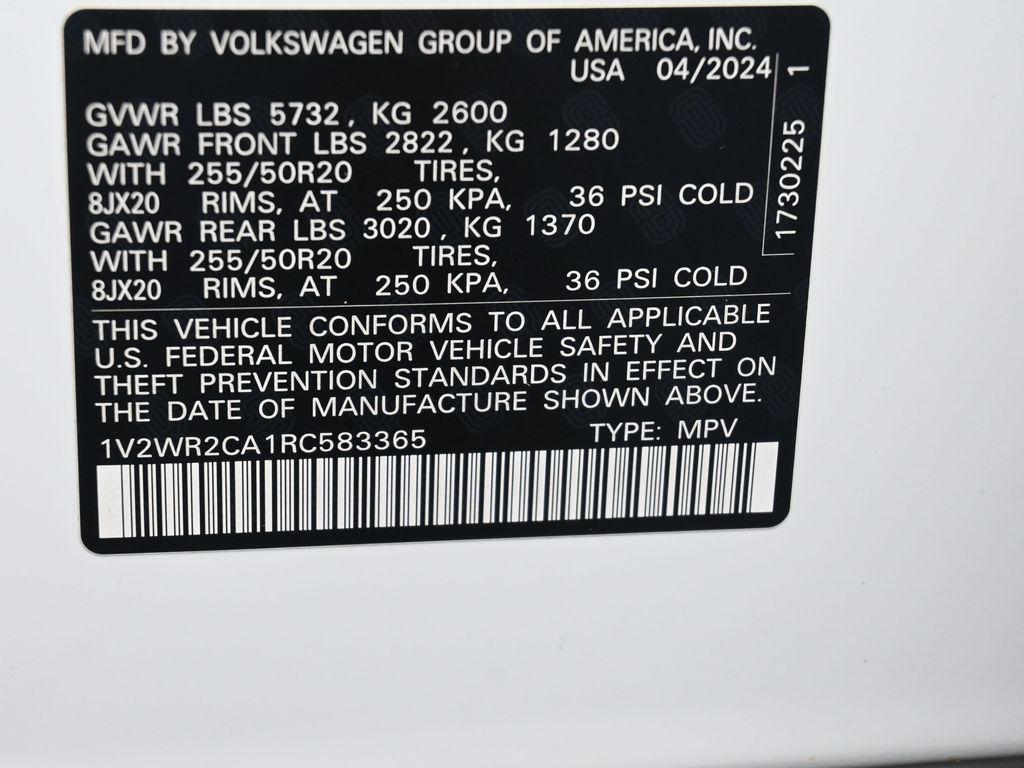 MFD BY VOLKSWAGEN GROUP OF AMERICA, INC.
USA 04/2024
GVWR LBS 5732, KG 2600
GAWR FRONT LBS 2822, KG 1280
WITH 255/50R20 TIRES,
8JX20 RIMS, AT 250 KPA, 36 PSI COLD
GAWR REAR LBS 3020, KG 1370
WITH 255/50R20 TIRES,
8JX20 RIMS, AT 250 KPA, 36 PSI COLD
THIS VEHICLE CONFORMS TO ALL APPLICABLE
U.S. FEDERAL MOTOR VEHICLE SAFETY AND
THEFT PREVENTION STANDARDS IN EFFECT ON
THE DATE OF MANUFACTURE SHOWN ABOVE.
1V2WR2CA1RC583365 TYPE: MPV
1730225 1